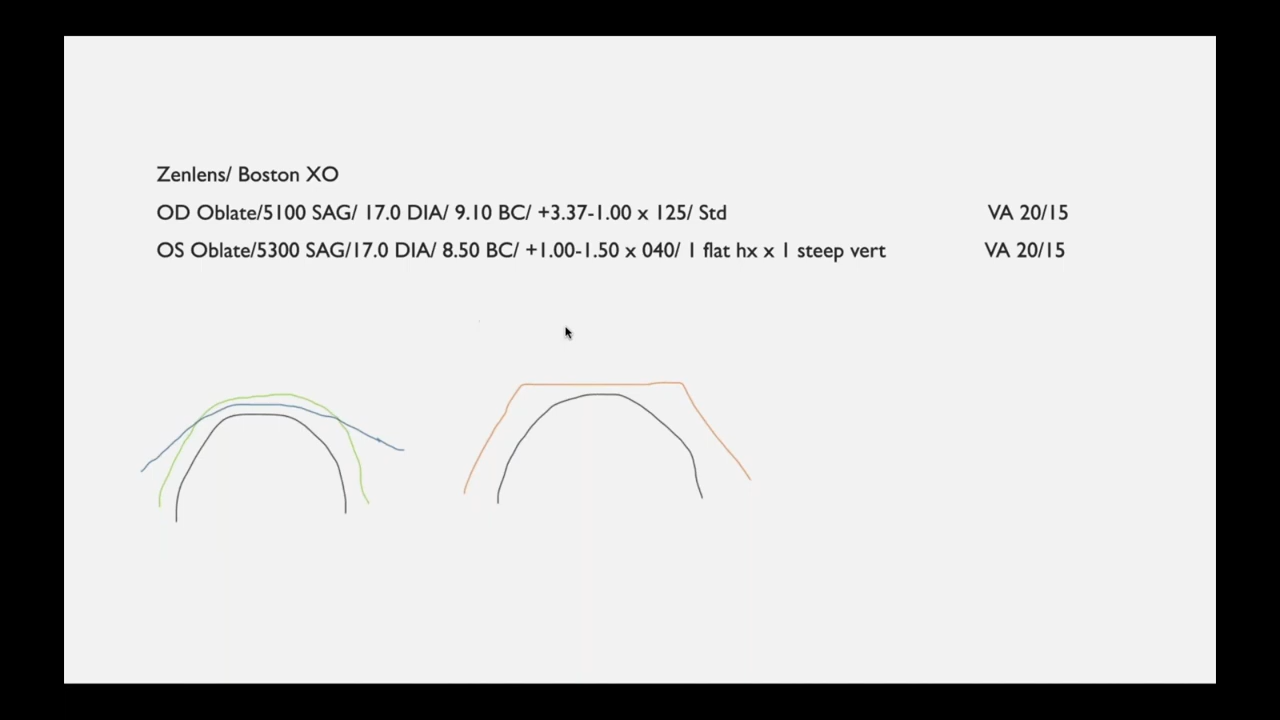 Zenlens/ Boston XO
OD Oblate/5100 SAG/ 17.0 DIA/ 9.10 BC/ +3.37-1.00 x 125/ Std VA 20/15
OS Oblate/5300 SAG/17.0 DIA/ 8.50 BC/ +1.00-1.50 x 040/ 1 flat hx x 1 steep vert VA 20/15